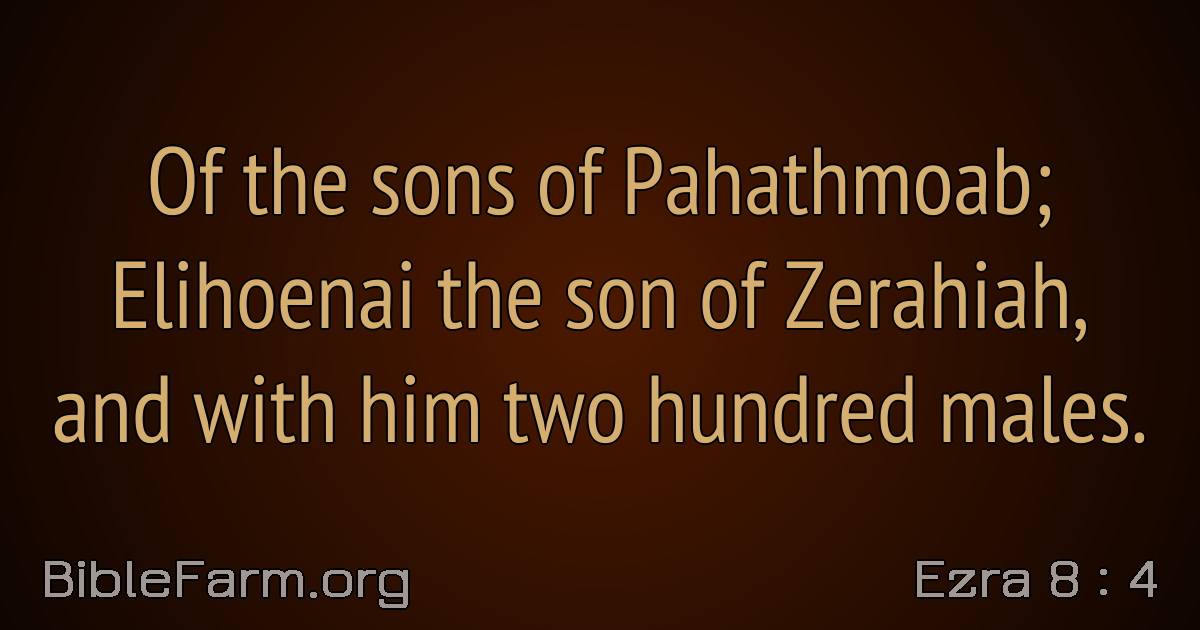 Of the sons of Pahathmoab;
Elihoenai the son of Zerahiah,
and with him two hundred males.
BibleFarm.org
Ezra 8 : 4